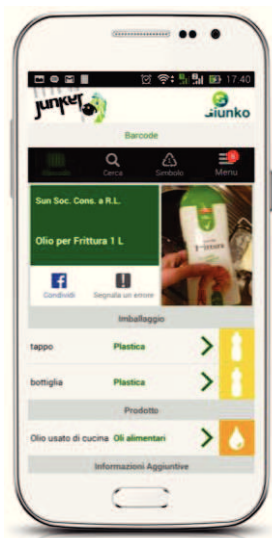 17:40
junker
Giunko
Barcode
Barcode Cerca Simbolo Menu
Sun Soc. Cons. a R.L.
Olio per Frittura 1 L
Condividi Segnala un errore
Imballaggio
tappo Plastica
bottiglia Plastica
Prodotto
Olio usato di cucina Oli alimentari
Informazioni Aggiuntive